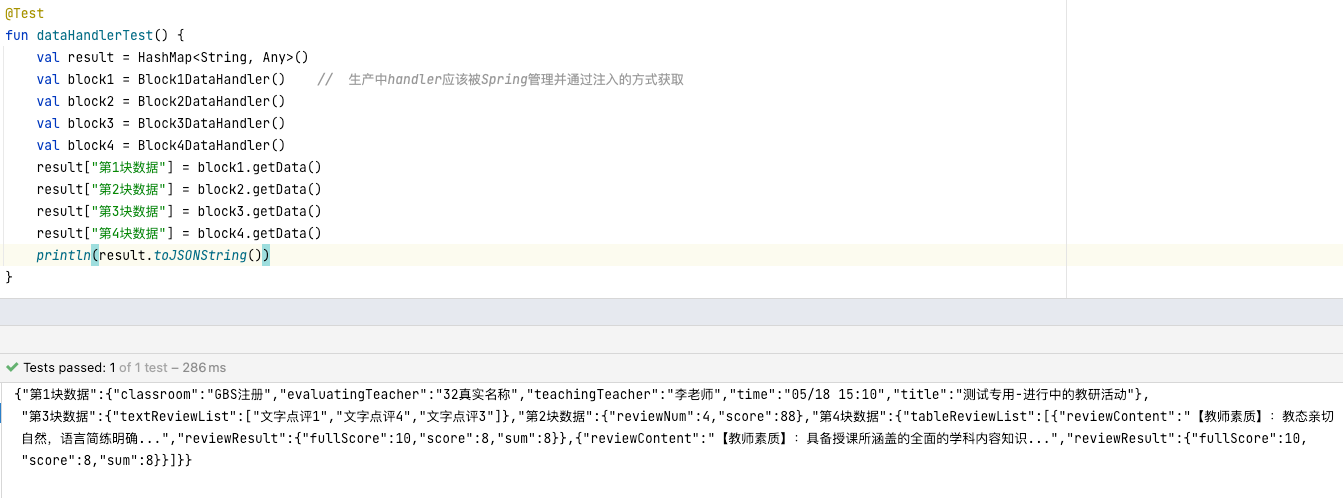 @Test
fun dataHandlerTest() {
    val result = HashMap<String, Any>()
    val block1 = Block1DataHandler()    //  生产中handler应该被Spring管理并通过注入的方式获取
    val block2 = Block2DataHandler()
    val block3 = Block3DataHandler()
    val block4 = Block4DataHandler()
    result["第1块数据"] = block1.getData()
    result["第2块数据"] = block2.getData()
    result["第3块数据"] = block3.getData()
    result["第4块数据"] = block4.getData()
    println(result.toJSONString())
}
Tests passed: 1 of 1 test – 286 ms
{"第1块数据":{"classroom":"GBS注册","evaluatingTeacher":"32真实名称","teachingTeacher":"李老师","time":"05/18 15:10","title":"测试专用-进行中的教研活动"},
"第3块数据":{"textReviewList":["文字点评1","文字点评4","文字点评3"]},"第2块数据":{"reviewNum":4,"score":88},"第4块数据":{"tableReviewList":[{"reviewContent":"【教师素质】：教态亲切
自然，语言简练明确...","reviewResult":{"fullScore":10,"score":8,"sum":8}},{"reviewContent":"【教师素质】：具备授课所涵盖的全面的学科内容知识...","reviewResult":{"fullScore":10,
"score":8,"sum":8}}]}}